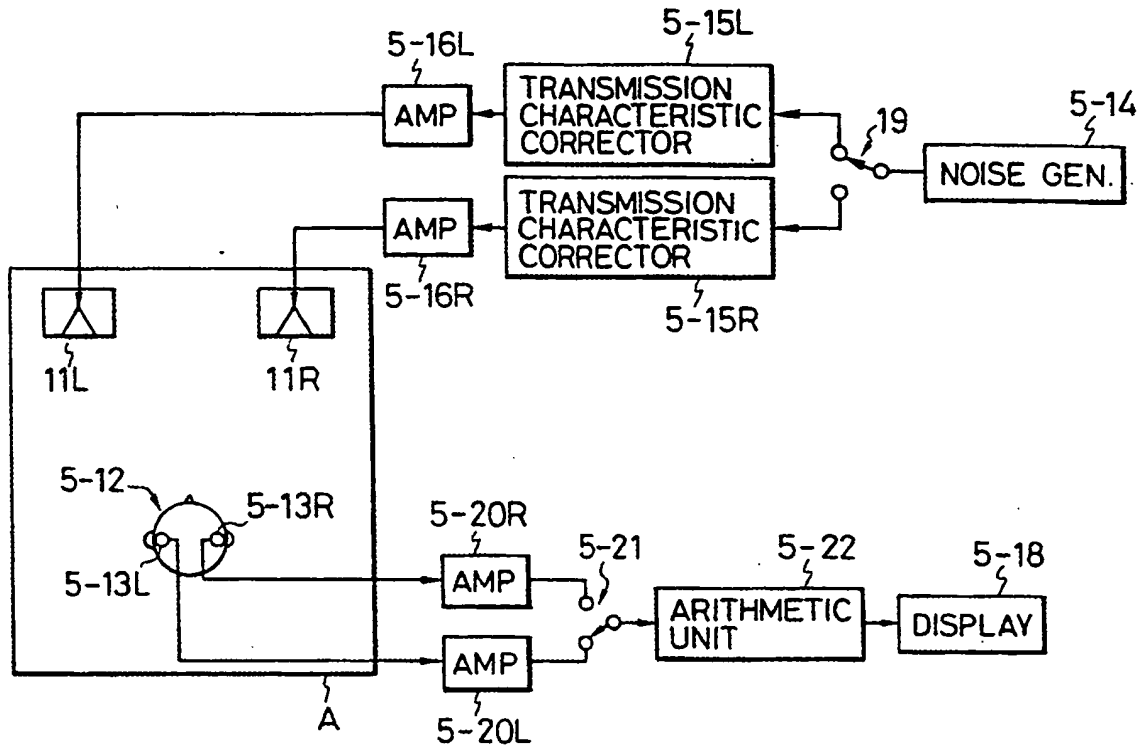 5-15L
5-16L
TRANSMISSION
CHARACTERISTIC
CORRECTOR
AMP
19
5-14
NOISE GEN.
TRANSMISSION
CHARACTERISTIC
CORRECTOR
AMP
5-16R
5-15R
11L
11R
5-12
5-13R
5-13L
5-20R
AMP
5-21
5-22
5-18
ARITHMETIC
UNIT
DISPLAY
AMP
5-20L
A